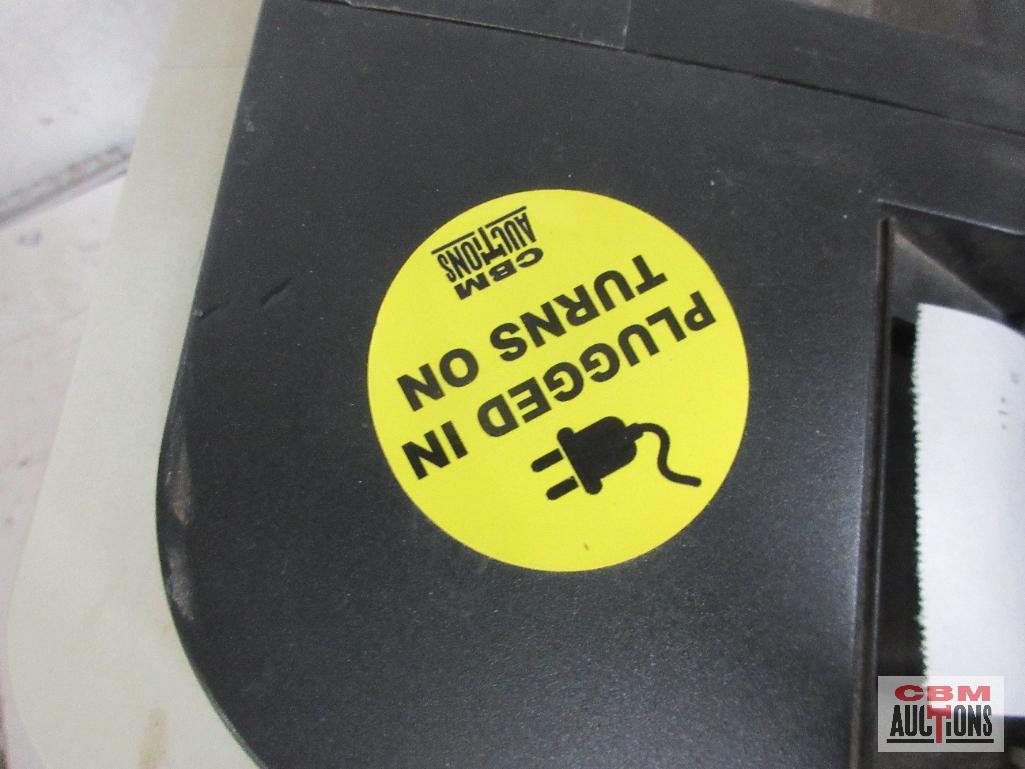 PLUGGED IN
TURNS ON
CBM
AUCTIONS
CBM
AUCTIONS